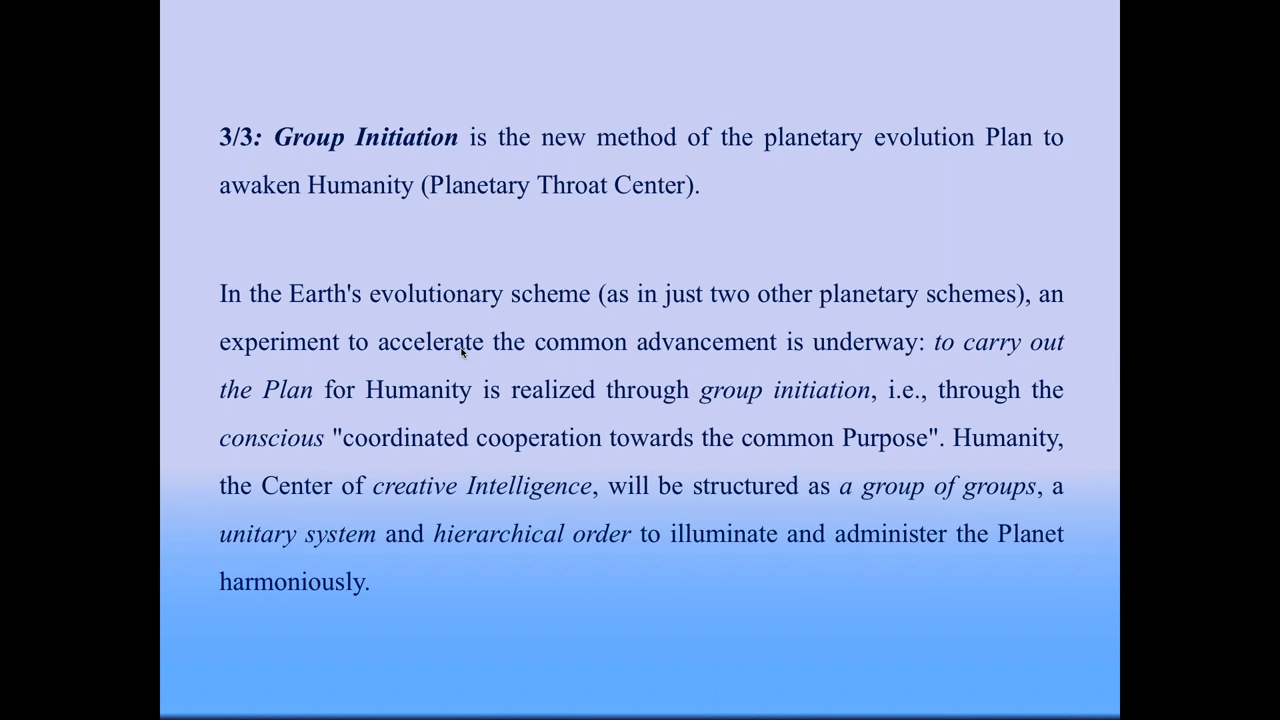 3/3: Group Initiation is the new method of the planetary evolution Plan to
awaken Humanity (Planetary Throat Center).
In the Earth's evolutionary scheme (as in just two other planetary schemes), an
experiment to accelerate the common advancement is underway: to carry out
the Plan for Humanity is realized through group initiation, i.e., through the
conscious "coordinated cooperation towards the common Purpose". Humanity,
the Center of creative Intelligence, will be structured as a group of groups, a
unitary system and hierarchical order to illuminate and administer the Planet
harmoniously.